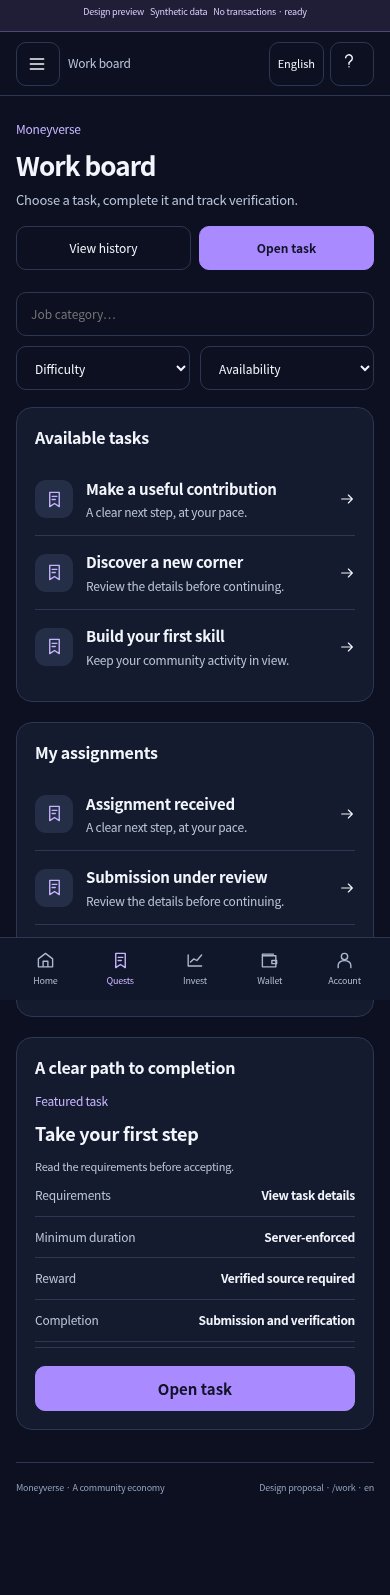 Design preview Synthetic data No transactions · ready
Work board
English
?
Moneyverse
Work board
Choose a task, complete it and track verification.
View history
Open task
Job category…
Difficulty
Availability
Available tasks
Make a useful contribution
A clear next step, at your pace.
Discover a new corner
Review the details before continuing.
Build your first skill
Keep your community activity in view.
My assignments
Assignment received
A clear next step, at your pace.
Submission under review
Review the details before continuing.
Home
Quests
Invest
Wallet
Account
A clear path to completion
Featured task
Take your first step
Read the requirements before accepting.
Requirements View task details
Minimum duration Server-enforced
Reward Verified source required
Completion Submission and verification
Open task
Moneyverse · A community economy
Design proposal · /work · en